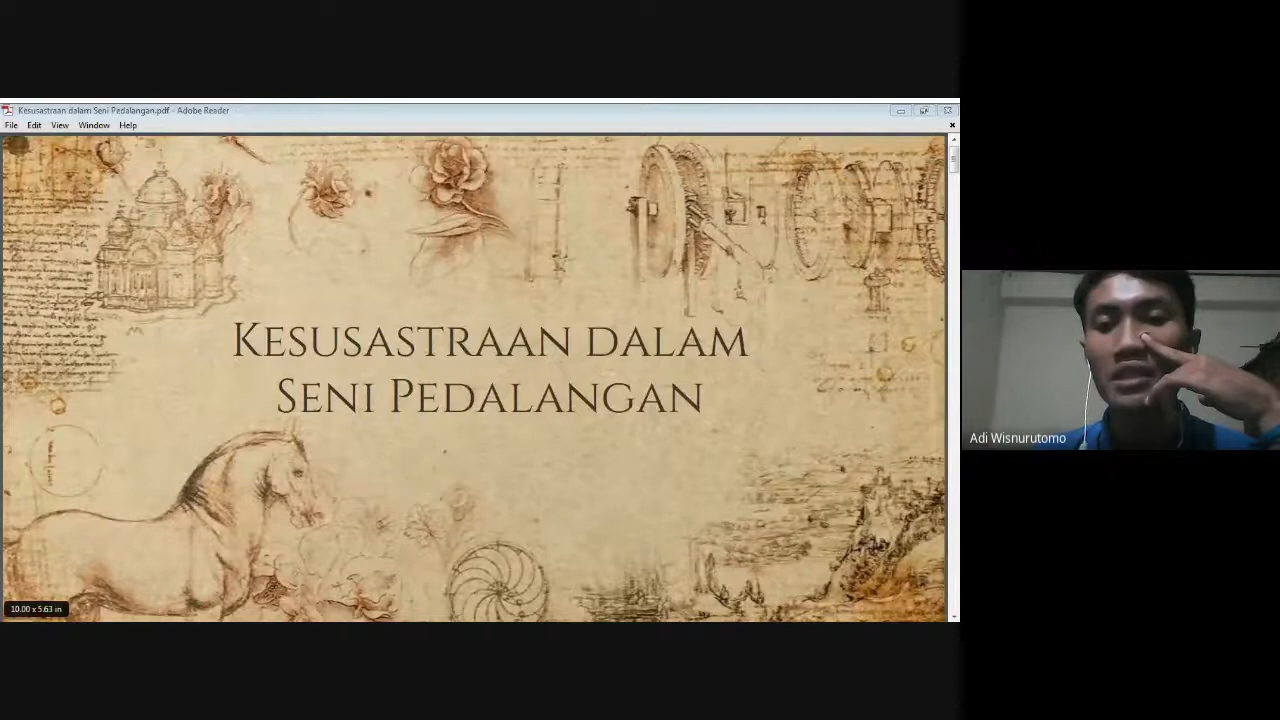 Kesusastraan dalam Seni Pedalangan.pdf - Adobe Reader
File Edit View Window Help
KESUSASTRAAN DALAM
SENI PEDALANGAN
10.00 x 5.63 in
Adi Wisnurutomo